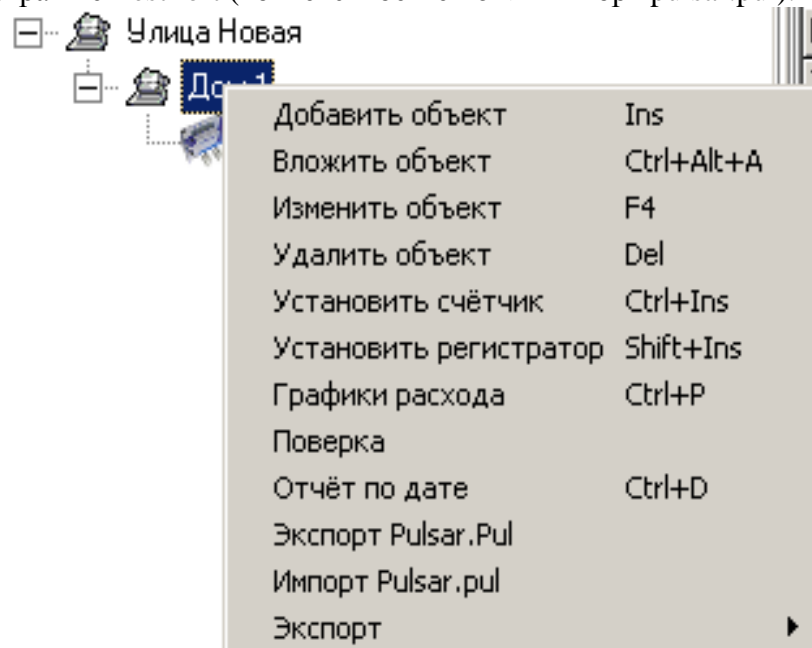 Улица Новая
Дом 1
Добавить объект Ins
Вложить объект Ctrl+Alt+A
Изменить объект F4
Удалить объект Del
Установить счётчик Ctrl+Ins
Установить регистратор Shift+Ins
Графики расхода Ctrl+P
Поверка
Отчёт по дате Ctrl+D
Экспорт Pulsar.Pul
Импорт Pulsar.pul
Экспорт